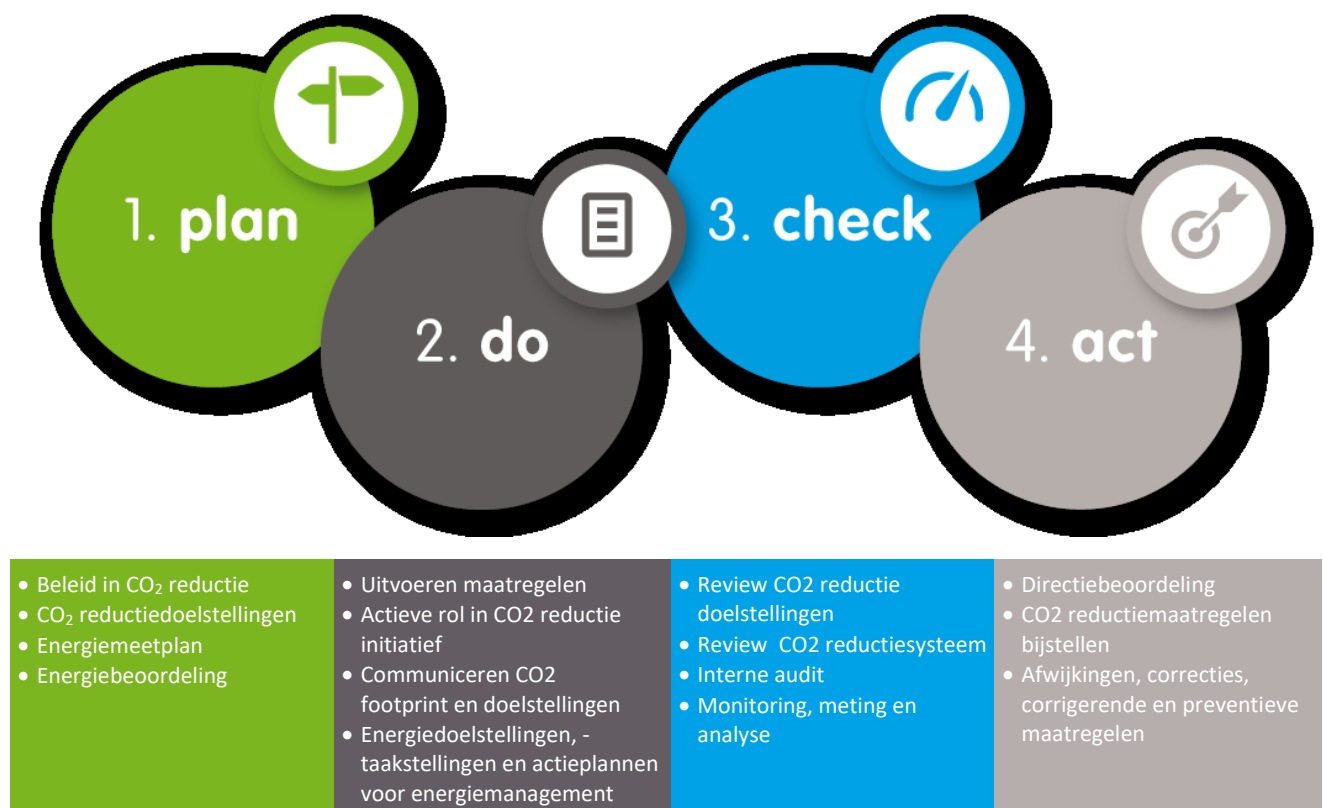 1. plan
2. do
3. check
4. act
• Beleid in CO₂ reductie
• CO₂ reductiedoelstellingen
• Energiemeetplan
• Energiebeoordeling
• Uitvoeren maatregelen
• Actieve rol in CO2 reductie
initiatief
• Communiceren CO2
footprint en doelstellingen
• Energiedoelstellingen, -
taakstellingen en actieplannen
voor energiemanagement
• Review CO2 reductie
doelstellingen
• Review  CO2 reductiesysteem
• Interne audit
• Monitoring, meting en
analyse
• Directiebeoordeling
• CO2 reductiemaatregelen
bijstellen
• Afwijkingen, correcties,
corrigerende en preventieve
maatregelen